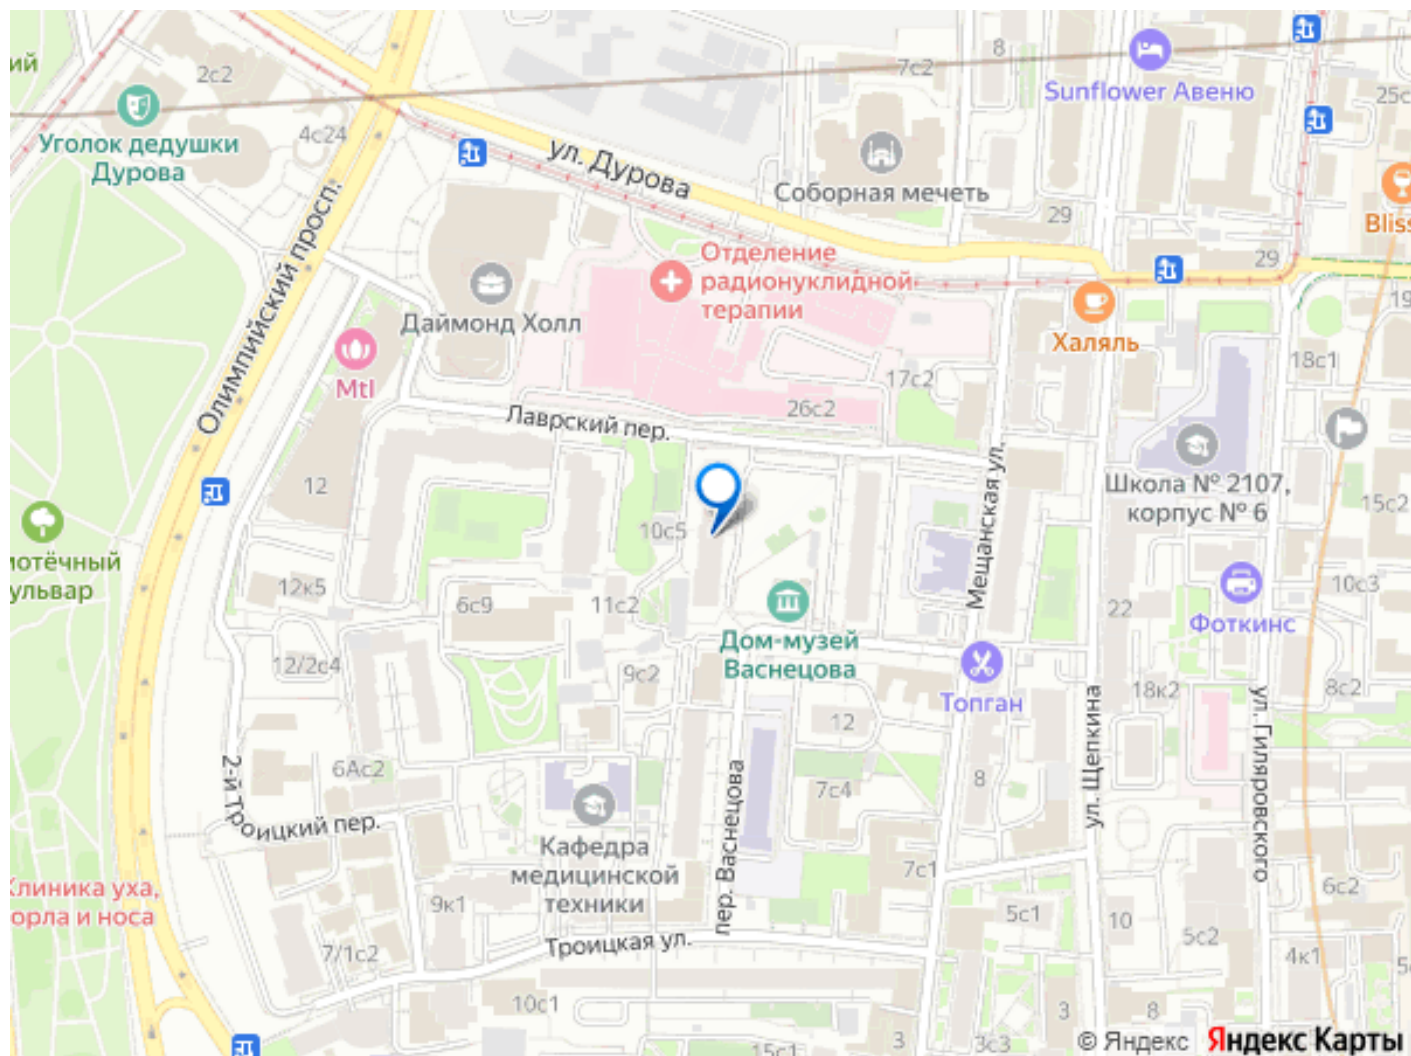 ий
2с2
Уголок дедушки
Дурова
4с24
ул. Дурова
7с2
8
Sunflower Авеню
25с
Соборная мечеть
29
Bliss
29
19
Олимпийский просп.
Даймонд Холл
Отделение
радионуклидной
терапии
Халяль
Mtl
17с2
18с1
26с2
Лаврский пер.
12
10с5
Мещанская ул.
Школа № 2107,
корпус № 6
15с2
иотёчный
ульвар
12к5
6с9
11с2
Дом-музей
Васнецова
22
Фоткинс
10с3
12/2с4
9с2
Топган
18к2
8с2
12
ул. Щепкина
ул. Гиляровского
2-й Троицкий пер.
6Ас2
пер. Васнецова
7с4
8
Кафедра
медицинской
техники
Клиника уха,
орла и носа
9к1
7с1
6с2
5с1
10
5с2
7/1с2
Троицкая ул.
4к1
5
10с1
3
15с1
3
3с3
8
© Яндекс Яндекс Карты